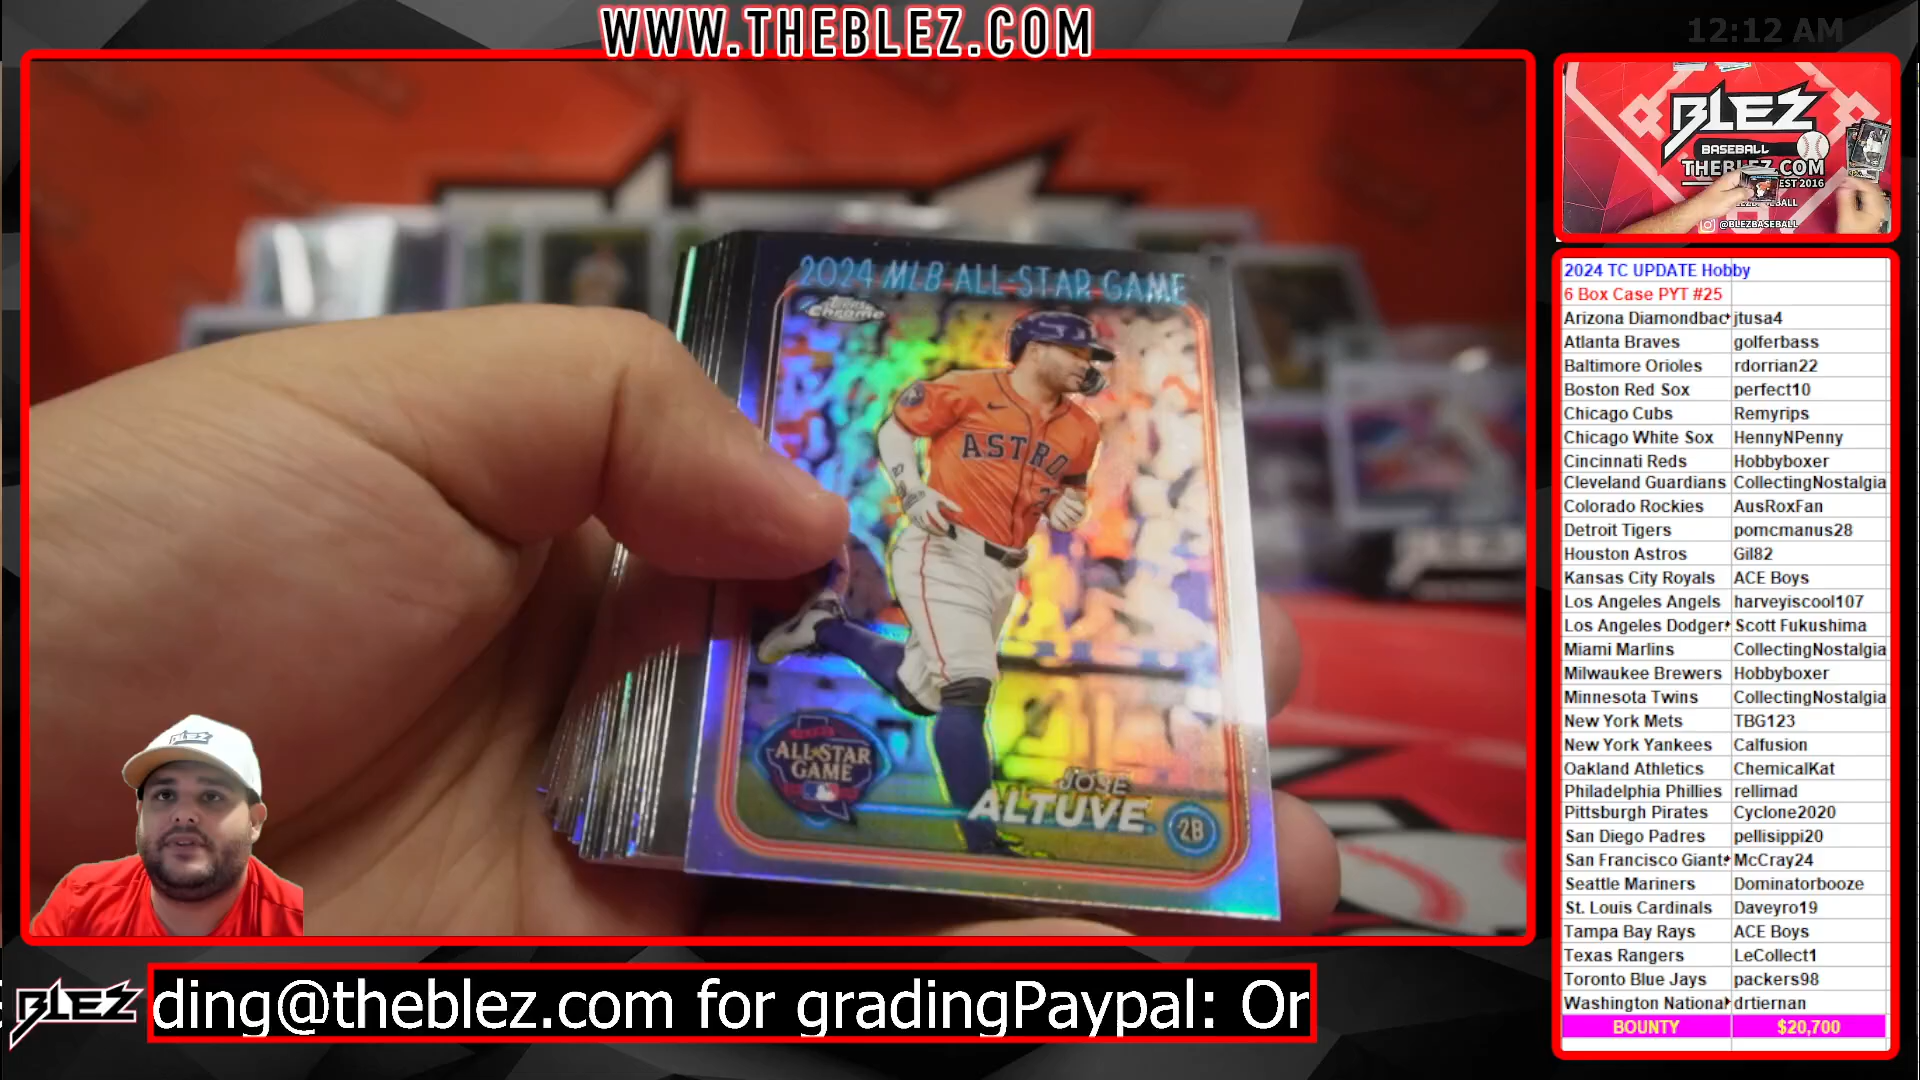 WWW.THEBLEZ.COM
12:12 AM
2024 MLB ALL-STAR GAME
Topps
Chrome
ASTRO
ALL-STAR
GAME
JOSE
ALTUVE
2B
BLEZ
BASEBALL
THEBLEZ.COM
EST 2016
@BLEZBASEBALL
2024 TC UPDATE Hobby
6 Box Case PYT #25
Arizona Diamondbac jtusa4
Atlanta Braves golferbass
Baltimore Orioles rdorrian22
Boston Red Sox perfect10
Chicago Cubs Remyrips
Chicago White Sox HennyNPenny
Cincinnati Reds Hobbyboxer
Cleveland Guardians CollectingNostalgia
Colorado Rockies AusRoxFan
Detroit Tigers pomcmanus28
Houston Astros Gil82
Kansas City Royals ACE Boys
Los Angeles Angels harveyiscool107
Los Angeles Dodger Scott Fukushima
Miami Marlins CollectingNostalgia
Milwaukee Brewers Hobbyboxer
Minnesota Twins CollectingNostalgia
New York Mets TBG123
New York Yankees Calfusion
Oakland Athletics ChemicalKat
Philadelphia Phillies rellimad
Pittsburgh Pirates Cyclone2020
San Diego Padres pellisippi20
San Francisco Giant McCray24
Seattle Mariners Dominatorbooze
St. Louis Cardinals Daveyro19
Tampa Bay Rays ACE Boys
Texas Rangers LeCollect1
Toronto Blue Jays packers98
Washington National drtiernan
BOUNTY $20,700
BLEZ
BLEZ
ding@theblez.com for gradingPaypal: Or